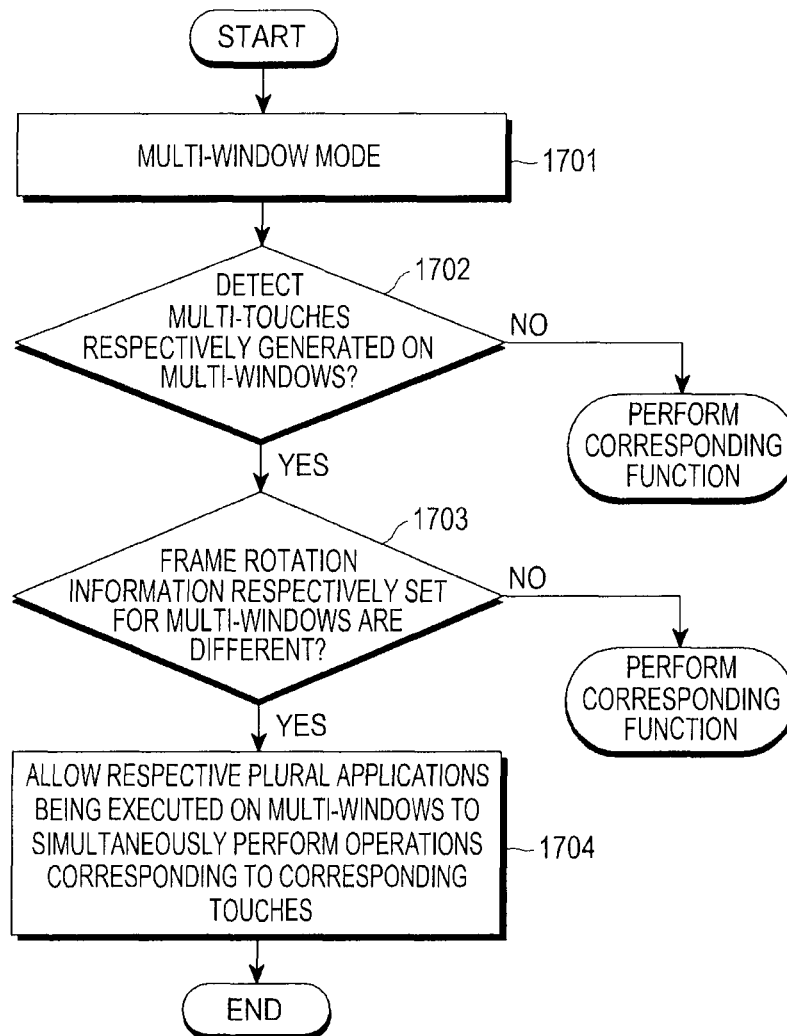 START
MULTI-WINDOW MODE
1701
1702
DETECT
MULTI-TOUCHES
RESPECTIVELY GENERATED ON
MULTI-WINDOWS?
NO
PERFORM
CORRESPONDING
FUNCTION
YES
1703
FRAME ROTATION
INFORMATION RESPECTIVELY SET
FOR MULTI-WINDOWS ARE
DIFFERENT?
NO
PERFORM
CORRESPONDING
FUNCTION
YES
ALLOW RESPECTIVE PLURAL APPLICATIONS
BEING EXECUTED ON MULTI-WINDOWS TO
SIMULTANEOUSLY PERFORM OPERATIONS
CORRESPONDING TO CORRESPONDING
TOUCHES
1704
END